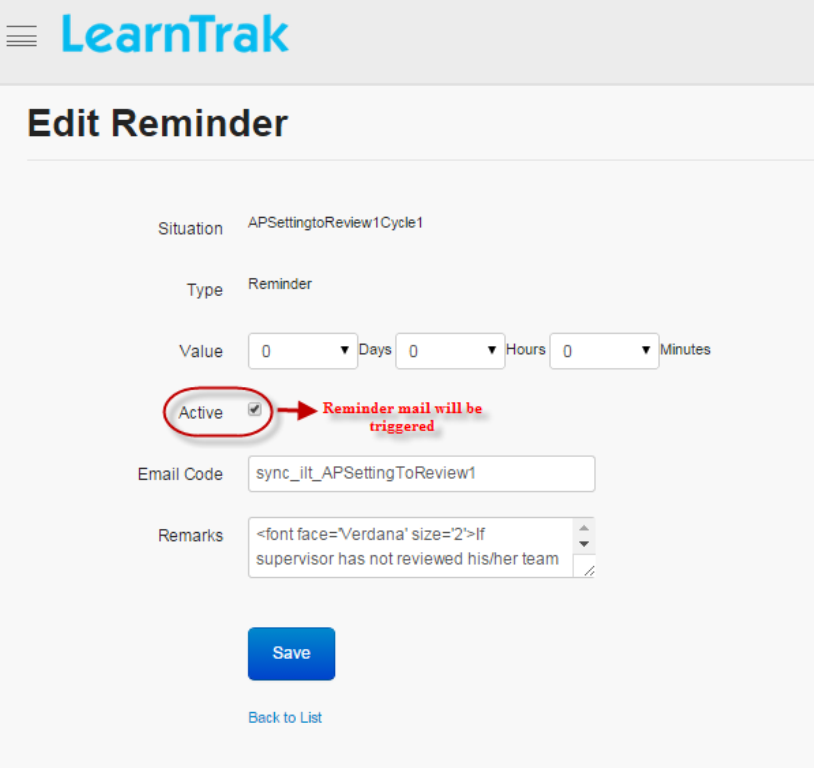 LearnTrak
Edit Reminder
Situation APSettingtoReview1Cycle1
Type Reminder
Value 0 Days 0 Hours 0 Minutes
Active Reminder mail will be
triggered
Email Code sync_ilt_APSettingToReview1
Remarks <font face='Verdana' size='2'>If
supervisor has not reviewed his/her team
Save
Back to List